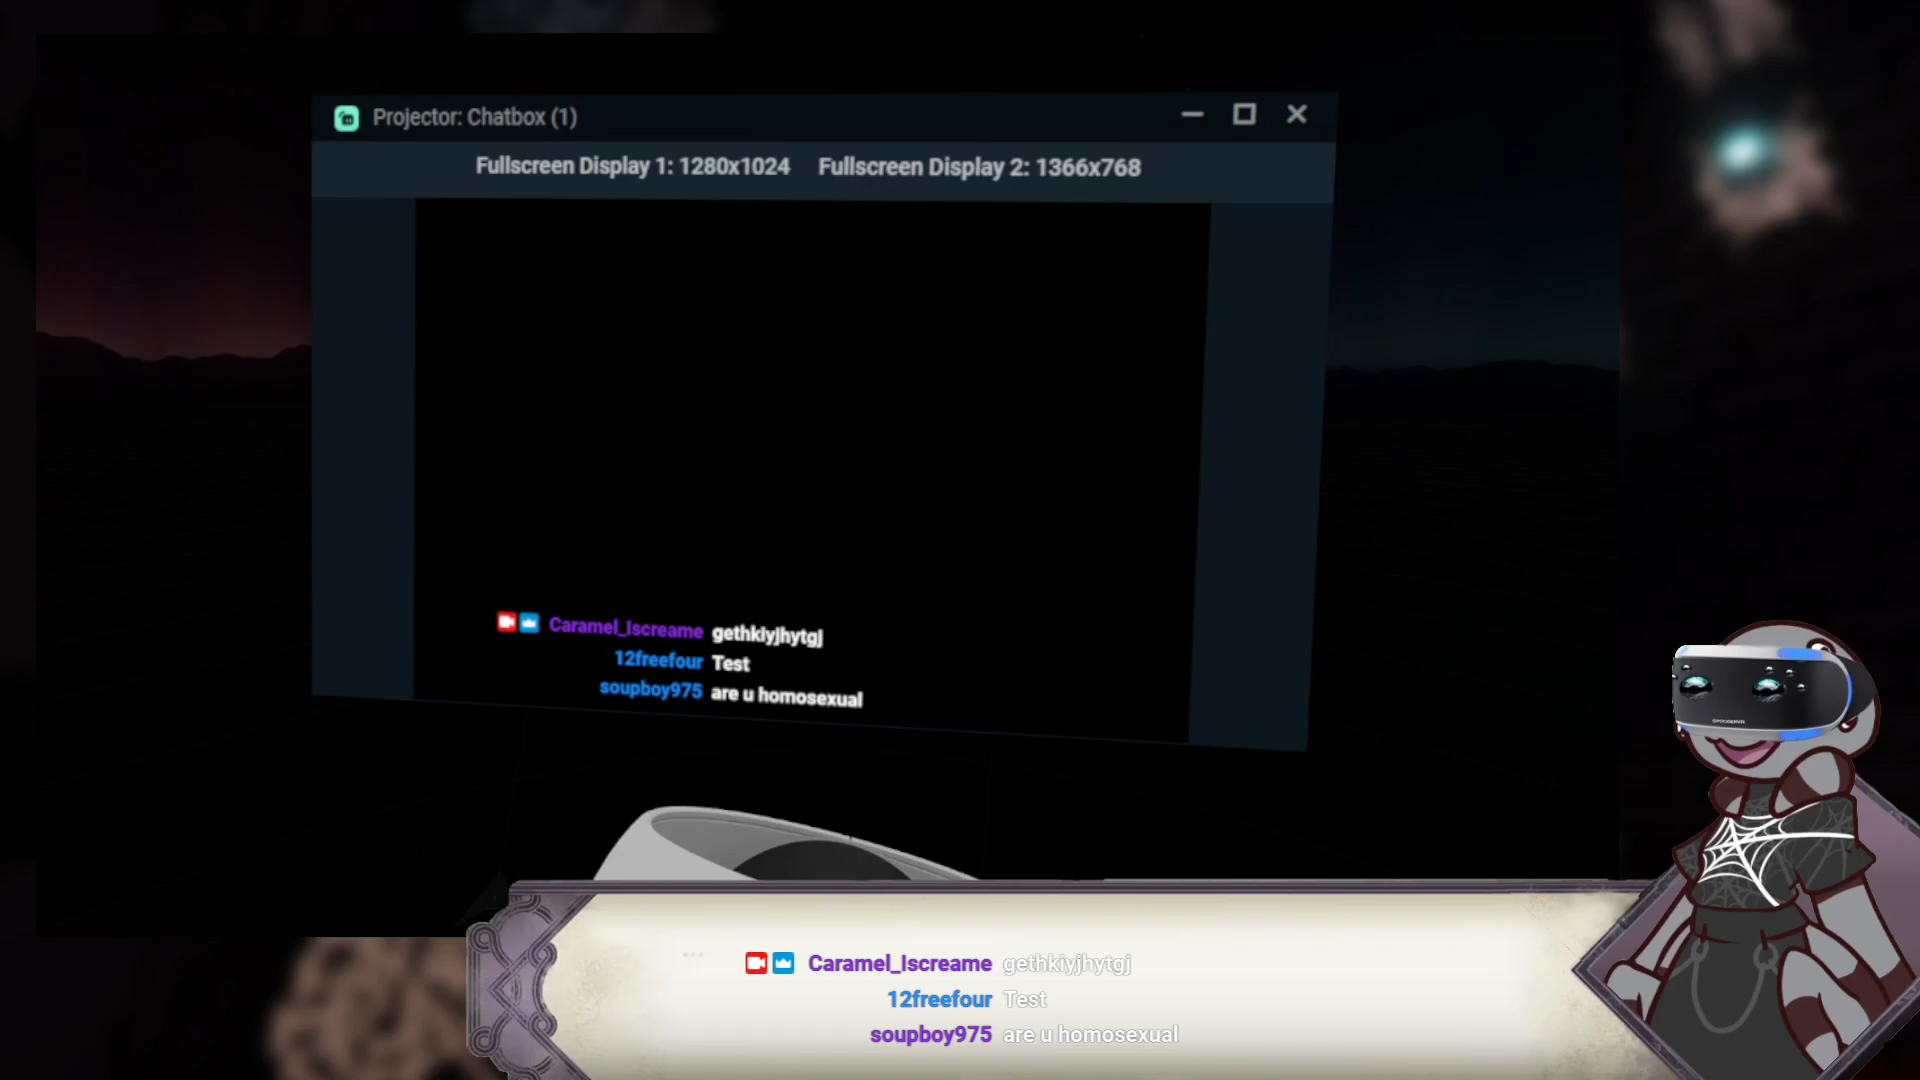 Projector: Chatbox (1)
Fullscreen Display 1: 1280x1024 Fullscreen Display 2: 1366x768
Caramel_Iscreame gethkiyjhytgj
12freefour Test
soupboy975 are u homosexual
Caramel_Iscreame gethkiyjhytgj
12freefour Test
soupboy975 are u homosexual